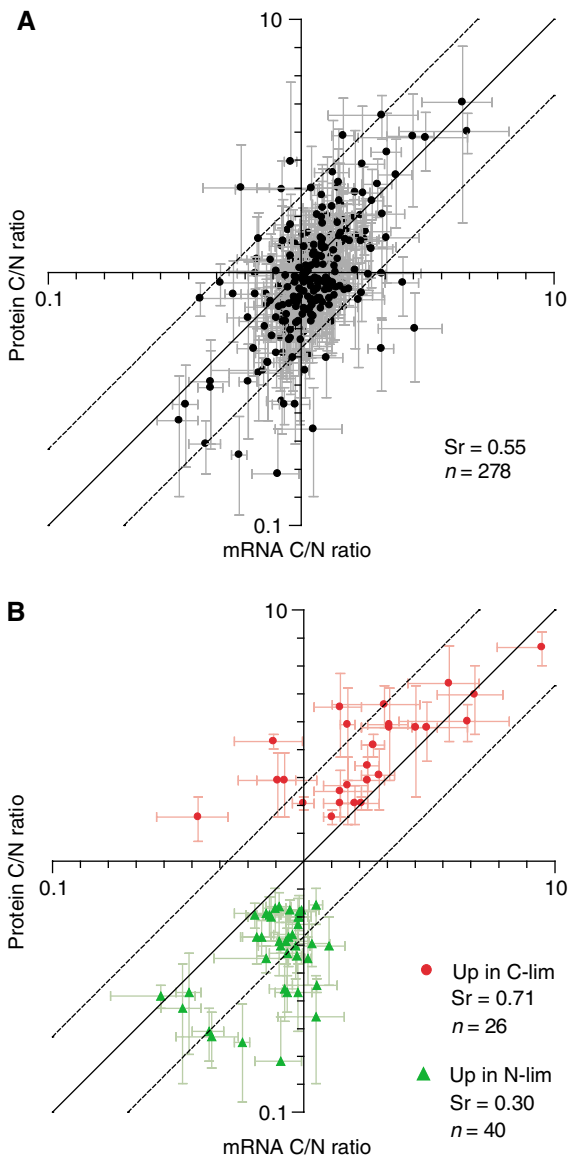 A
10
Protein C/N ratio
0.1
10
Sr = 0.55
n = 278
0.1
mRNA C/N ratio
B
10
Protein C/N ratio
0.1
10
Up in C-lim
Sr = 0.71
n = 26
Up in N-lim
Sr = 0.30
n = 40
0.1
mRNA C/N ratio